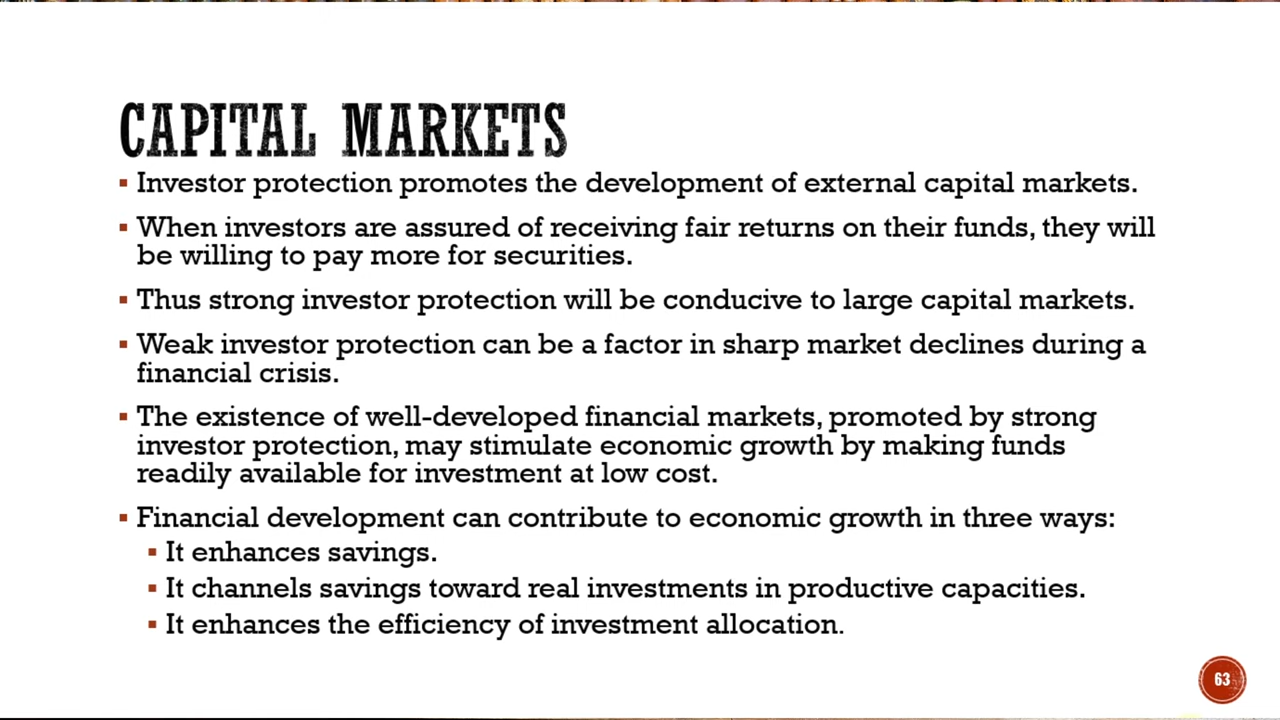 CAPITAL MARKETS
▪ Investor protection promotes the development of external capital markets.
▪ When investors are assured of receiving fair returns on their funds, they will
be willing to pay more for securities.
▪ Thus strong investor protection will be conducive to large capital markets.
▪ Weak investor protection can be a factor in sharp market declines during a
financial crisis.
▪ The existence of well-developed financial markets, promoted by strong
investor protection, may stimulate economic growth by making funds
readily available for investment at low cost.
▪ Financial development can contribute to economic growth in three ways:
▪ It enhances savings.
▪ It channels savings toward real investments in productive capacities.
▪ It enhances the efficiency of investment allocation.
63